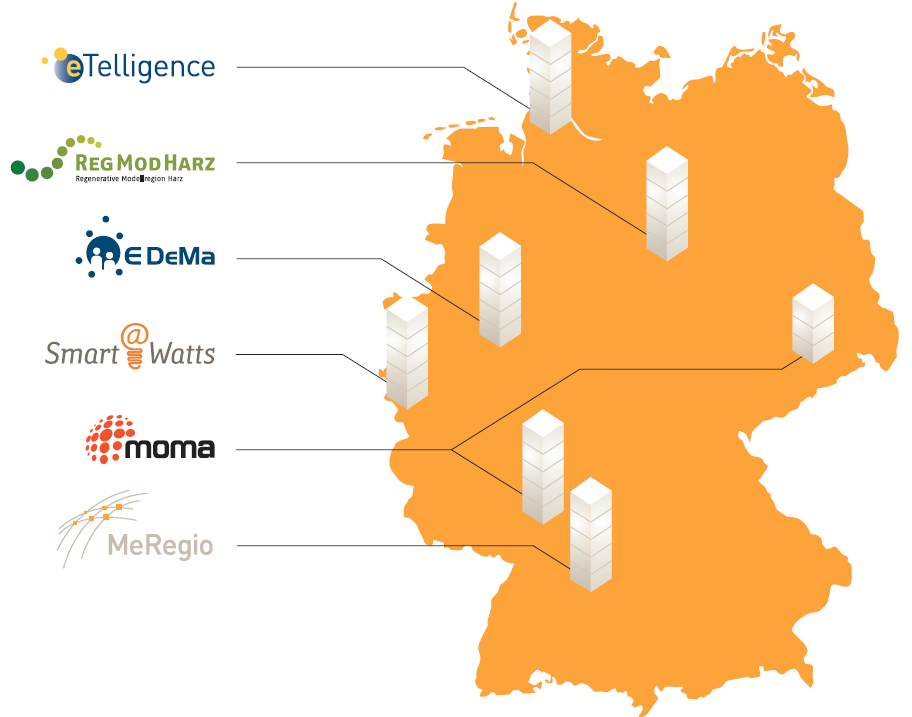 eTelligence
REGMODHARZ
Regenerative Modellregion Harz
E DeMa
Smart@Watts
moma
MeRegio